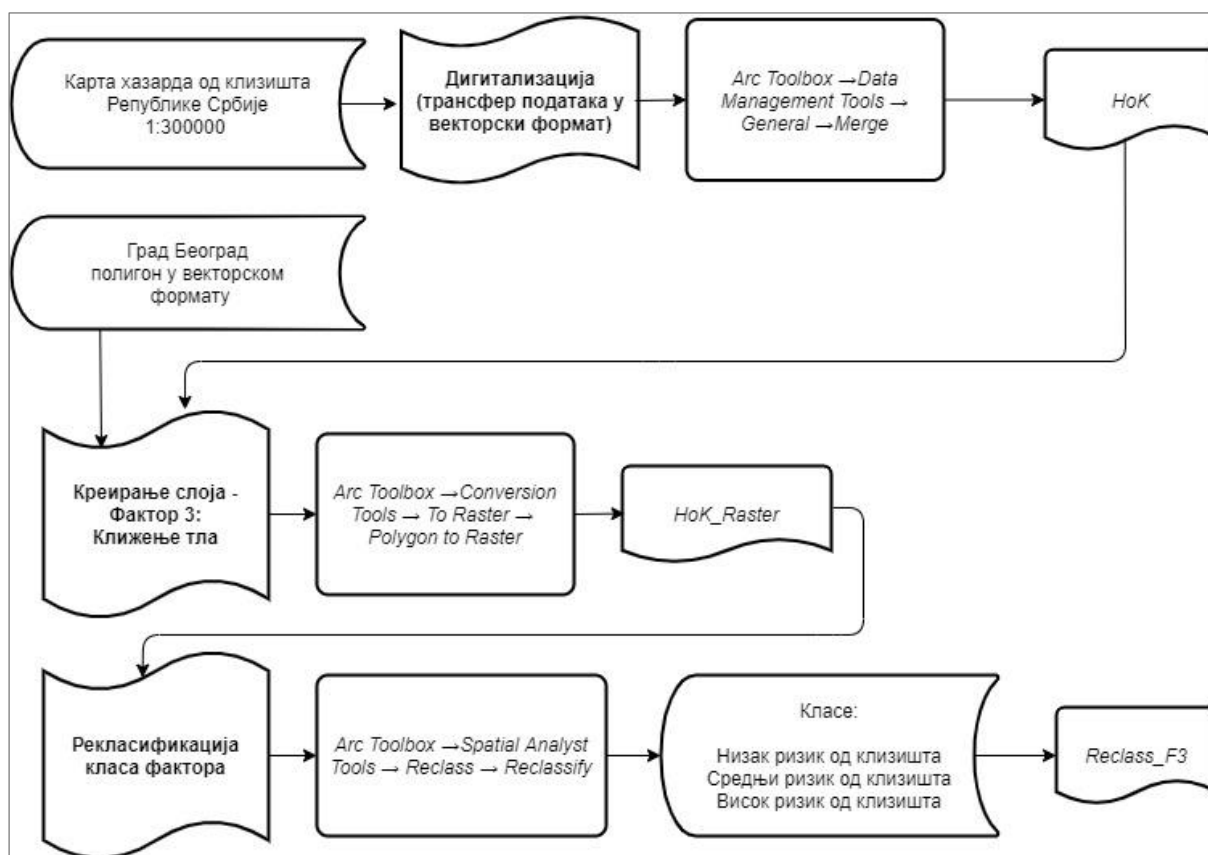 Карта хазарда од клизишта
Републике Србије
1:300000
Дигитализација
(трансфер података у
векторски формат)
Arc Toolbox →Data
Management Tools →
General →Merge
HoK
Град Београд
полигон у векторском
формату
Креирање слоја -
Фактор 3:
Клижење тла
Arc Toolbox →Conversion
Tools → To Raster →
Polygon to Raster
HoK_Raster
Рекласификација
класа фактора
Arc Toolbox →Spatial Analyst
Tools → Reclass → Reclassify
Класе:
Низак ризик од клизишта
Средњи ризик од клизишта
Висок ризик од клизишта
Reclass_F3